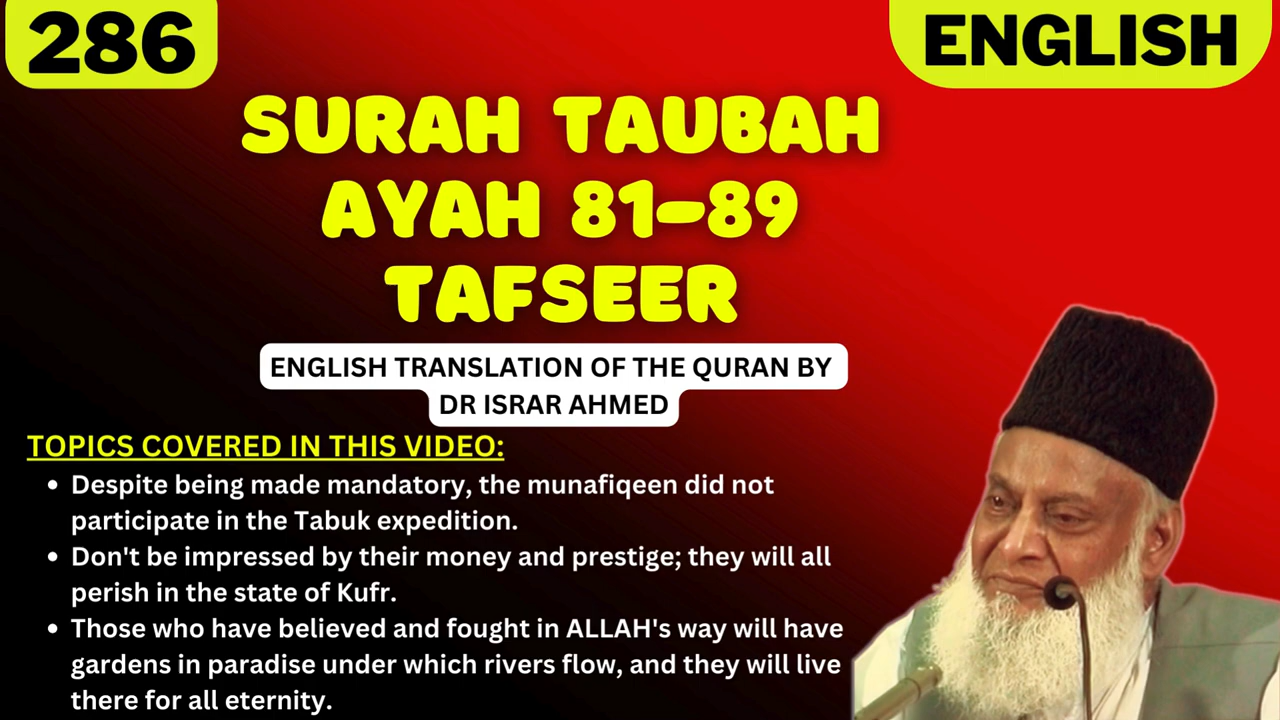 286
ENGLISH
SURAH TAUBAH
AYAH 81-89
TAFSEER
ENGLISH TRANSLATION OF THE QURAN BY
DR ISRAR AHMED
TOPICS COVERED IN THIS VIDEO:
• Despite being made mandatory, the munafiqeen did not
participate in the Tabuk expedition.
• Don't be impressed by their money and prestige; they will all
perish in the state of Kufr.
• Those who have believed and fought in ALLAH's way will have
gardens in paradise under which rivers flow, and they will live
there for all eternity.